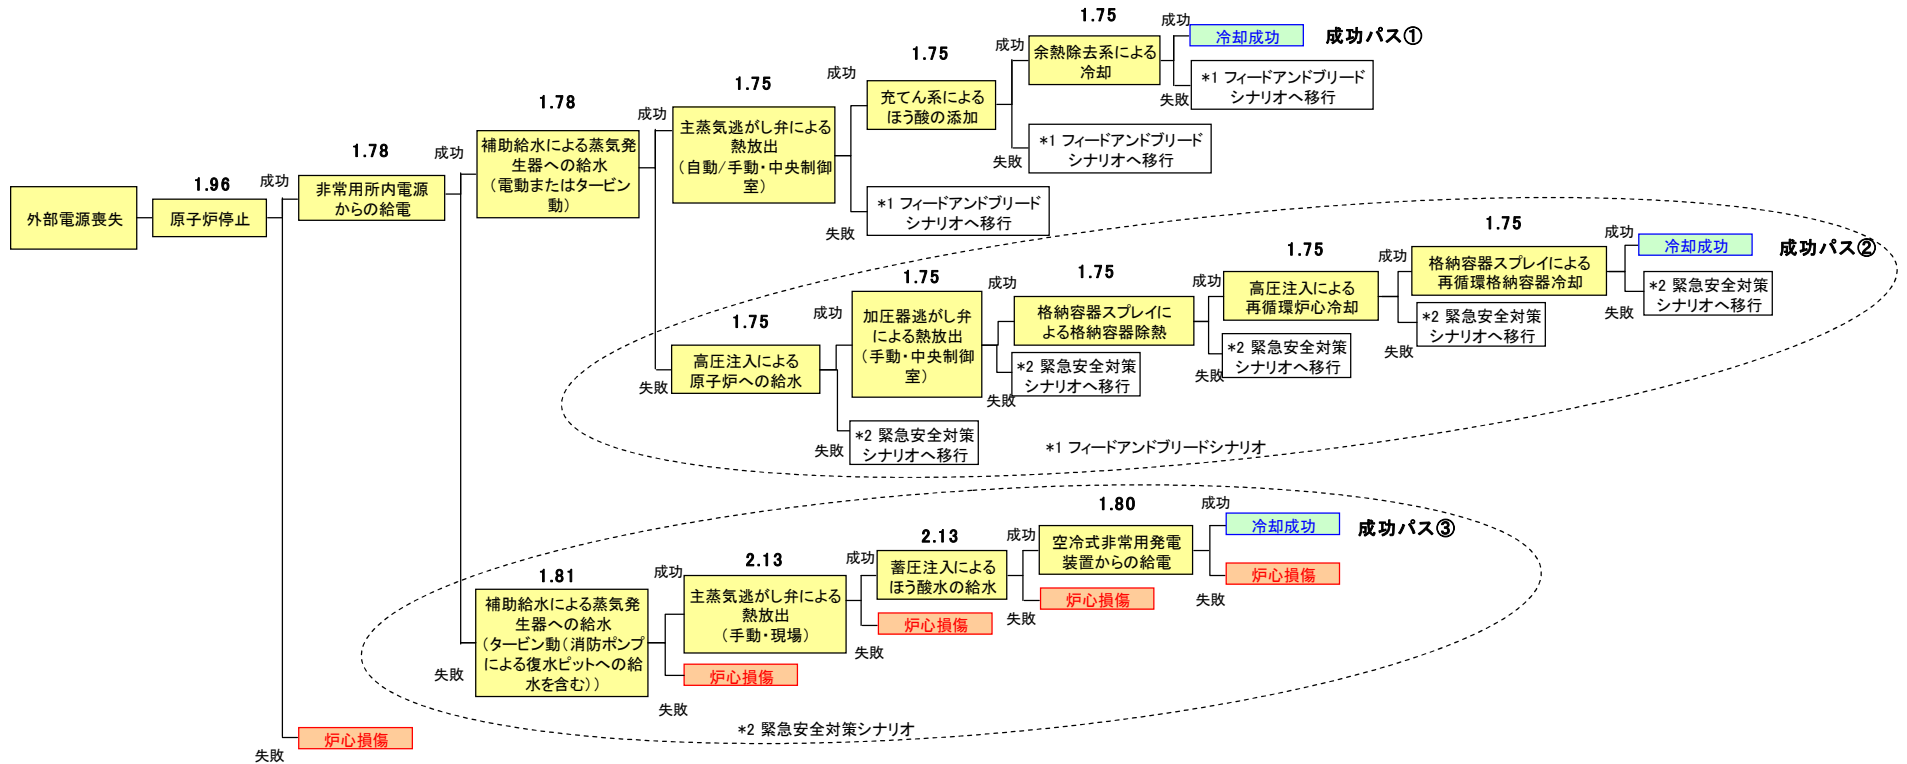 外部電源喪失
1.96
原子炉停止
成功
失敗
炉心損傷
1.78
非常用所内電源
からの給電
成功
失敗
1.78
補助給水による蒸気発
生器への給水
(電動またはタービン
動)
成功
失敗
1.75
主蒸気逃がし弁による
熱放出
(自動/手動・中央制御
室)
成功
失敗
*1 フィードアンドブリード
シナリオへ移行
1.75
充てん系による
ほう酸の添加
成功
失敗
*1 フィードアンドブリード
シナリオへ移行
1.75
余熱除去系による
冷却
成功
冷却成功
成功パス①
失敗
*1 フィードアンドブリード
シナリオへ移行
1.75
高圧注入による
原子炉への給水
成功
失敗
*2 緊急安全対策
シナリオへ移行
1.75
加圧器逃がし弁
による熱放出
(手動・中央制御
室)
成功
失敗
*2 緊急安全対策
シナリオへ移行
1.75
格納容器スプレイに
よる格納容器除熱
成功
失敗
*2 緊急安全対策
シナリオへ移行
1.75
高圧注入による
再循環炉心冷却
成功
失敗
*2 緊急安全対策
シナリオへ移行
1.75
格納容器スプレイによる
再循環格納容器冷却
成功
冷却成功
成功パス②
失敗
*2 緊急安全対策
シナリオへ移行
*1 フィードアンドブリードシナリオ
1.81
補助給水による蒸気発
生器への給水
(タービン動(消防ポンプ
による復水ピットへの給
水を含む))
成功
失敗
炉心損傷
2.13
主蒸気逃がし弁による
熱放出
(手動・現場)
成功
失敗
炉心損傷
2.13
蓄圧注入による
ほう酸水の給水
成功
失敗
炉心損傷
1.80
空冷式非常用発電
装置からの給電
成功
冷却成功
成功パス③
失敗
炉心損傷
*2 緊急安全対策シナリオ